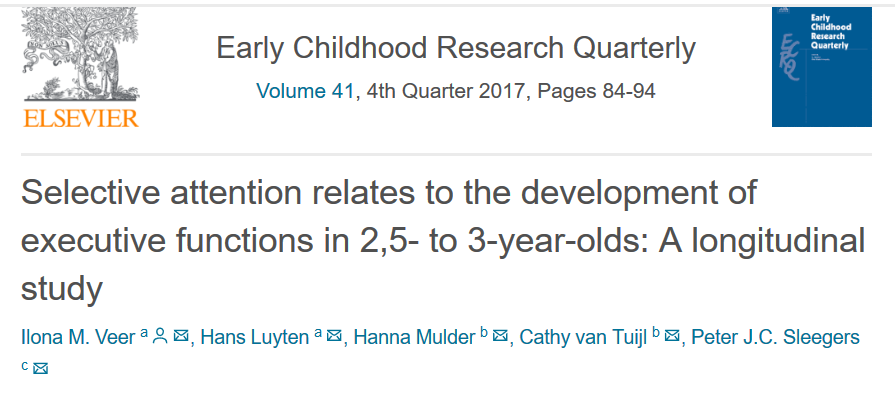 Early Childhood Research Quarterly
Volume 41, 4th Quarter 2017, Pages 84-94
ELSEVIER
Early
Childhood
Research
Quarterly
ECRQ
Selective attention relates to the development of
executive functions in 2,5- to 3-year-olds: A longitudinal
study
Ilona M. Veer a, Hans Luyten a, Hanna Mulder b, Cathy van Tuijl b, Peter J.C. Sleegers
c